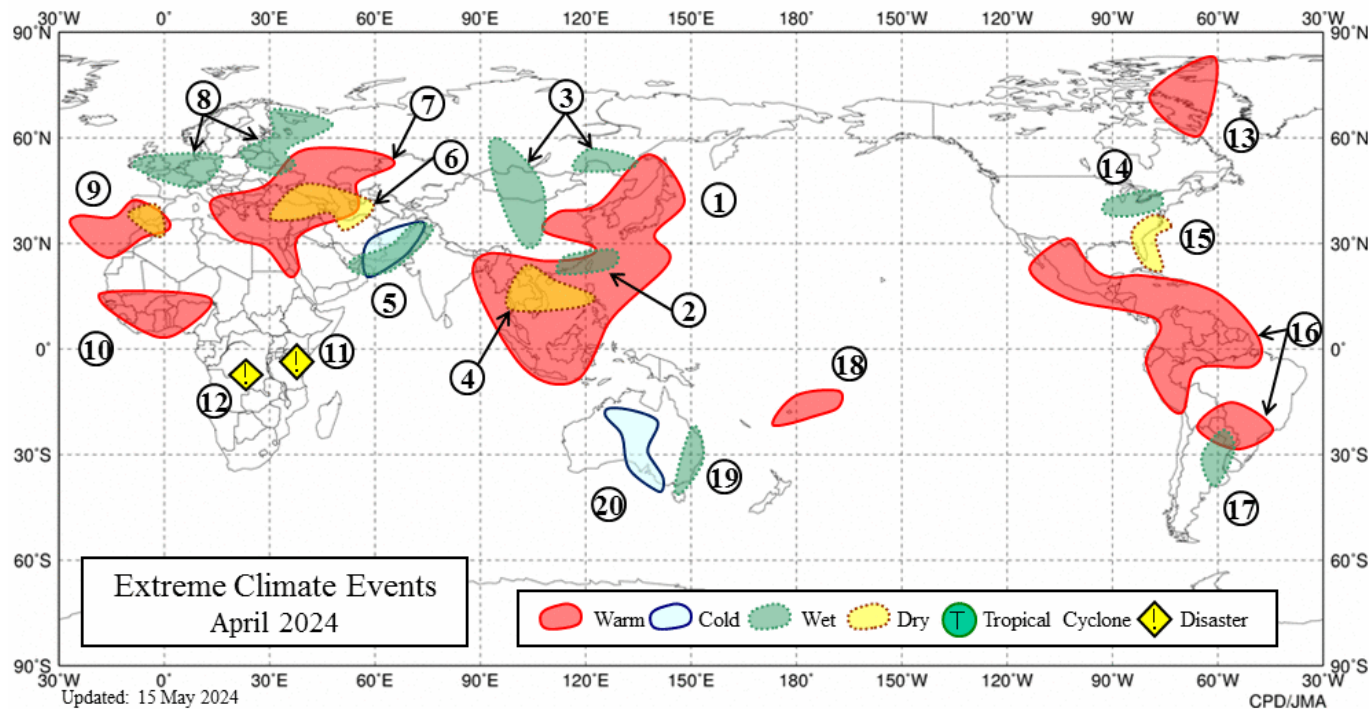 30˚W 0˚ 30˚E 60˚E 90˚E 120˚E 150˚E 180˚ 150˚W 120˚W 90˚W 60˚W 30˚W
90˚N 90˚N
60˚N 60˚N
30˚N 30˚N
0˚ 0˚
30˚S 30˚S
60˚S 60˚S
90˚S 90˚S
8
3
7
13
6
14
9
1
15
5
2
16
10
11
4
18
12
19
20
17
Extreme Climate Events
April 2024
Warm Cold Wet Dry T Tropical Cyclone ! Disaster
30˚W 0˚ 30˚E 60˚E 90˚E 120˚E 150˚E 180˚ 150˚W 120˚W 90˚W 60˚W 30˚W
Updated: 15 May 2024
CPD/JMA